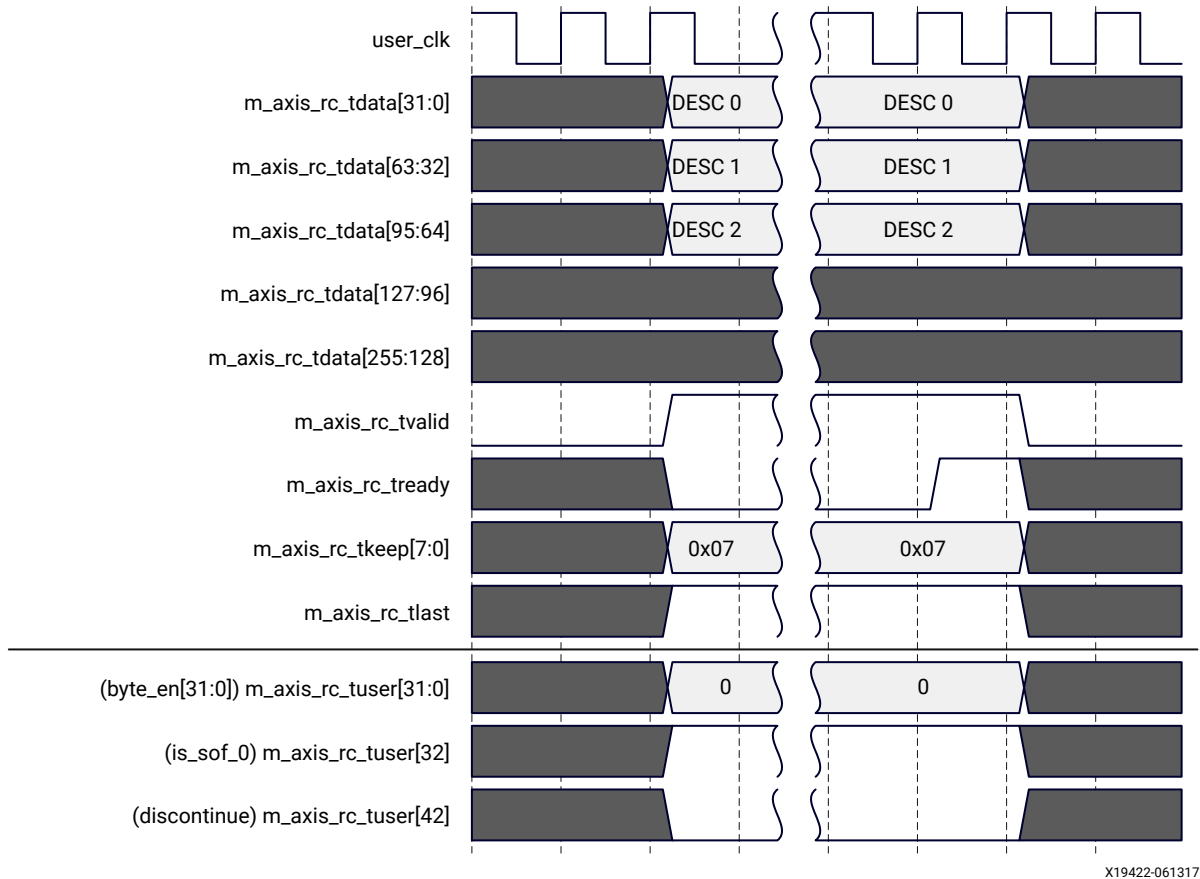 user_clk
m_axis_rc_tdata[31:0] DESC 0 DESC 0
m_axis_rc_tdata[63:32] DESC 1 DESC 1
m_axis_rc_tdata[95:64] DESC 2 DESC 2
m_axis_rc_tdata[127:96]
m_axis_rc_tdata[255:128]
m_axis_rc_tvalid
m_axis_rc_tready
m_axis_rc_tkeep[7:0] 0x07 0x07
m_axis_rc_tlast
(byte_en[31:0]) m_axis_rc_tuser[31:0] 0 0
(is_sof_0) m_axis_rc_tuser[32]
(discontinue) m_axis_rc_tuser[42]
X19422-061317